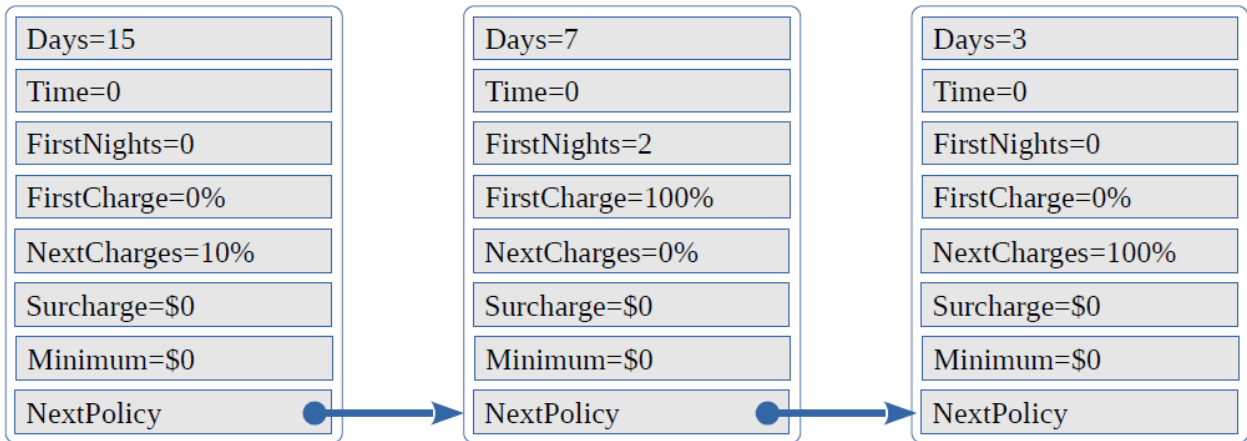 Days=15
Time=0
FirstNights=0
FirstCharge=0%
NextCharges=10%
Surcharge=$0
Minimum=$0
NextPolicy
Days=7
Time=0
FirstNights=2
FirstCharge=100%
NextCharges=0%
Surcharge=$0
Minimum=$0
NextPolicy
Days=3
Time=0
FirstNights=0
FirstCharge=0%
NextCharges=100%
Surcharge=$0
Minimum=$0
NextPolicy